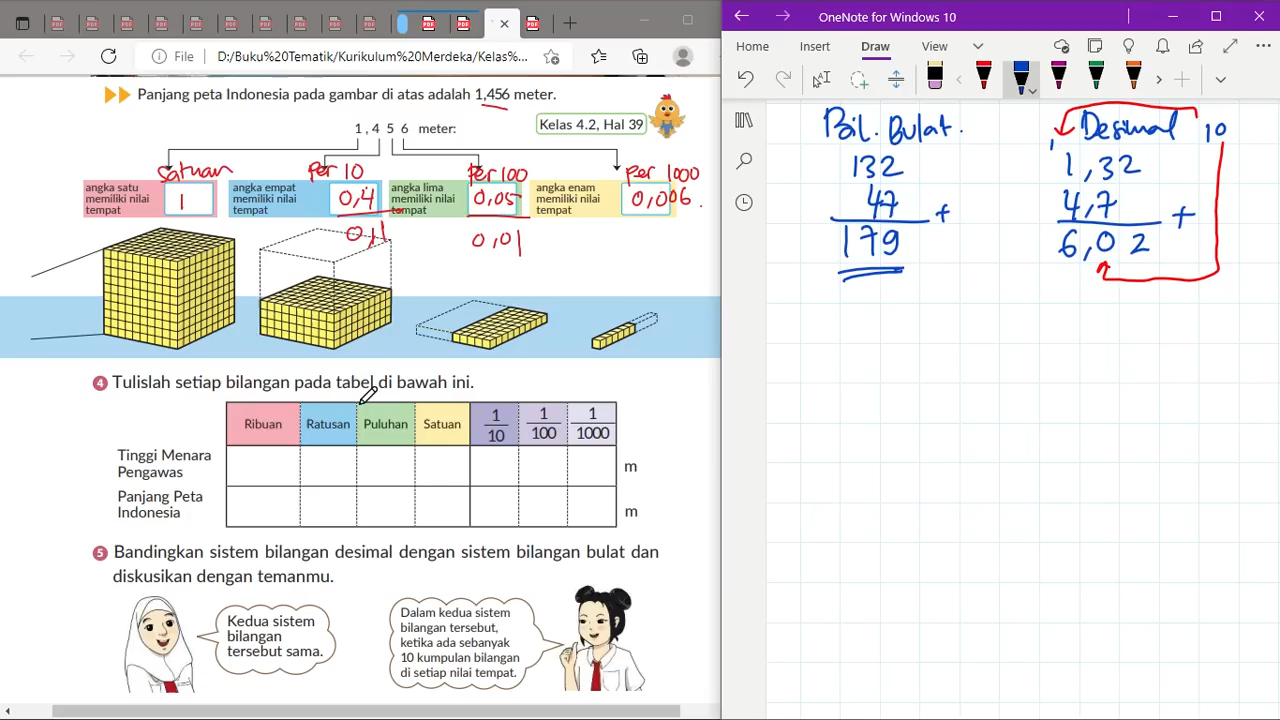 File D:/Buku%20Tematik/Kurikulum%20Merdeka/Kelas%...
Panjang peta Indonesia pada gambar di atas adalah 1,456 meter.
1,4 5 6 meter:
Kelas 4.2, Hal 39
satuan per 10 per 100 per 1000
angka satu memiliki nilai tempat
1
angka empat memiliki nilai tempat
0,4
angka lima memiliki nilai tempat
0,05
angka enam memiliki nilai tempat
0,006
0,1 0,01
4 Tulislah setiap bilangan pada tabel di bawah ini.
Ribuan Ratusan Puluhan Satuan 1/10 1/100 1/1000
Tinggi Menara
Pengawas
m
Panjang Peta
Indonesia
m
5 Bandingkan sistem bilangan desimal dengan sistem bilangan bulat dan
diskusikan dengan temanmu.
Kedua sistem
bilangan
tersebut sama.
Dalam kedua sistem
bilangan tersebut,
ketika ada sebanyak
10 kumpulan bilangan
di setiap nilai tempat.
OneNote for Windows 10
Home Insert Draw View
Bil. Bulat.
132
47
+
179
Desimal 10
1,32
4,7
+
6,02